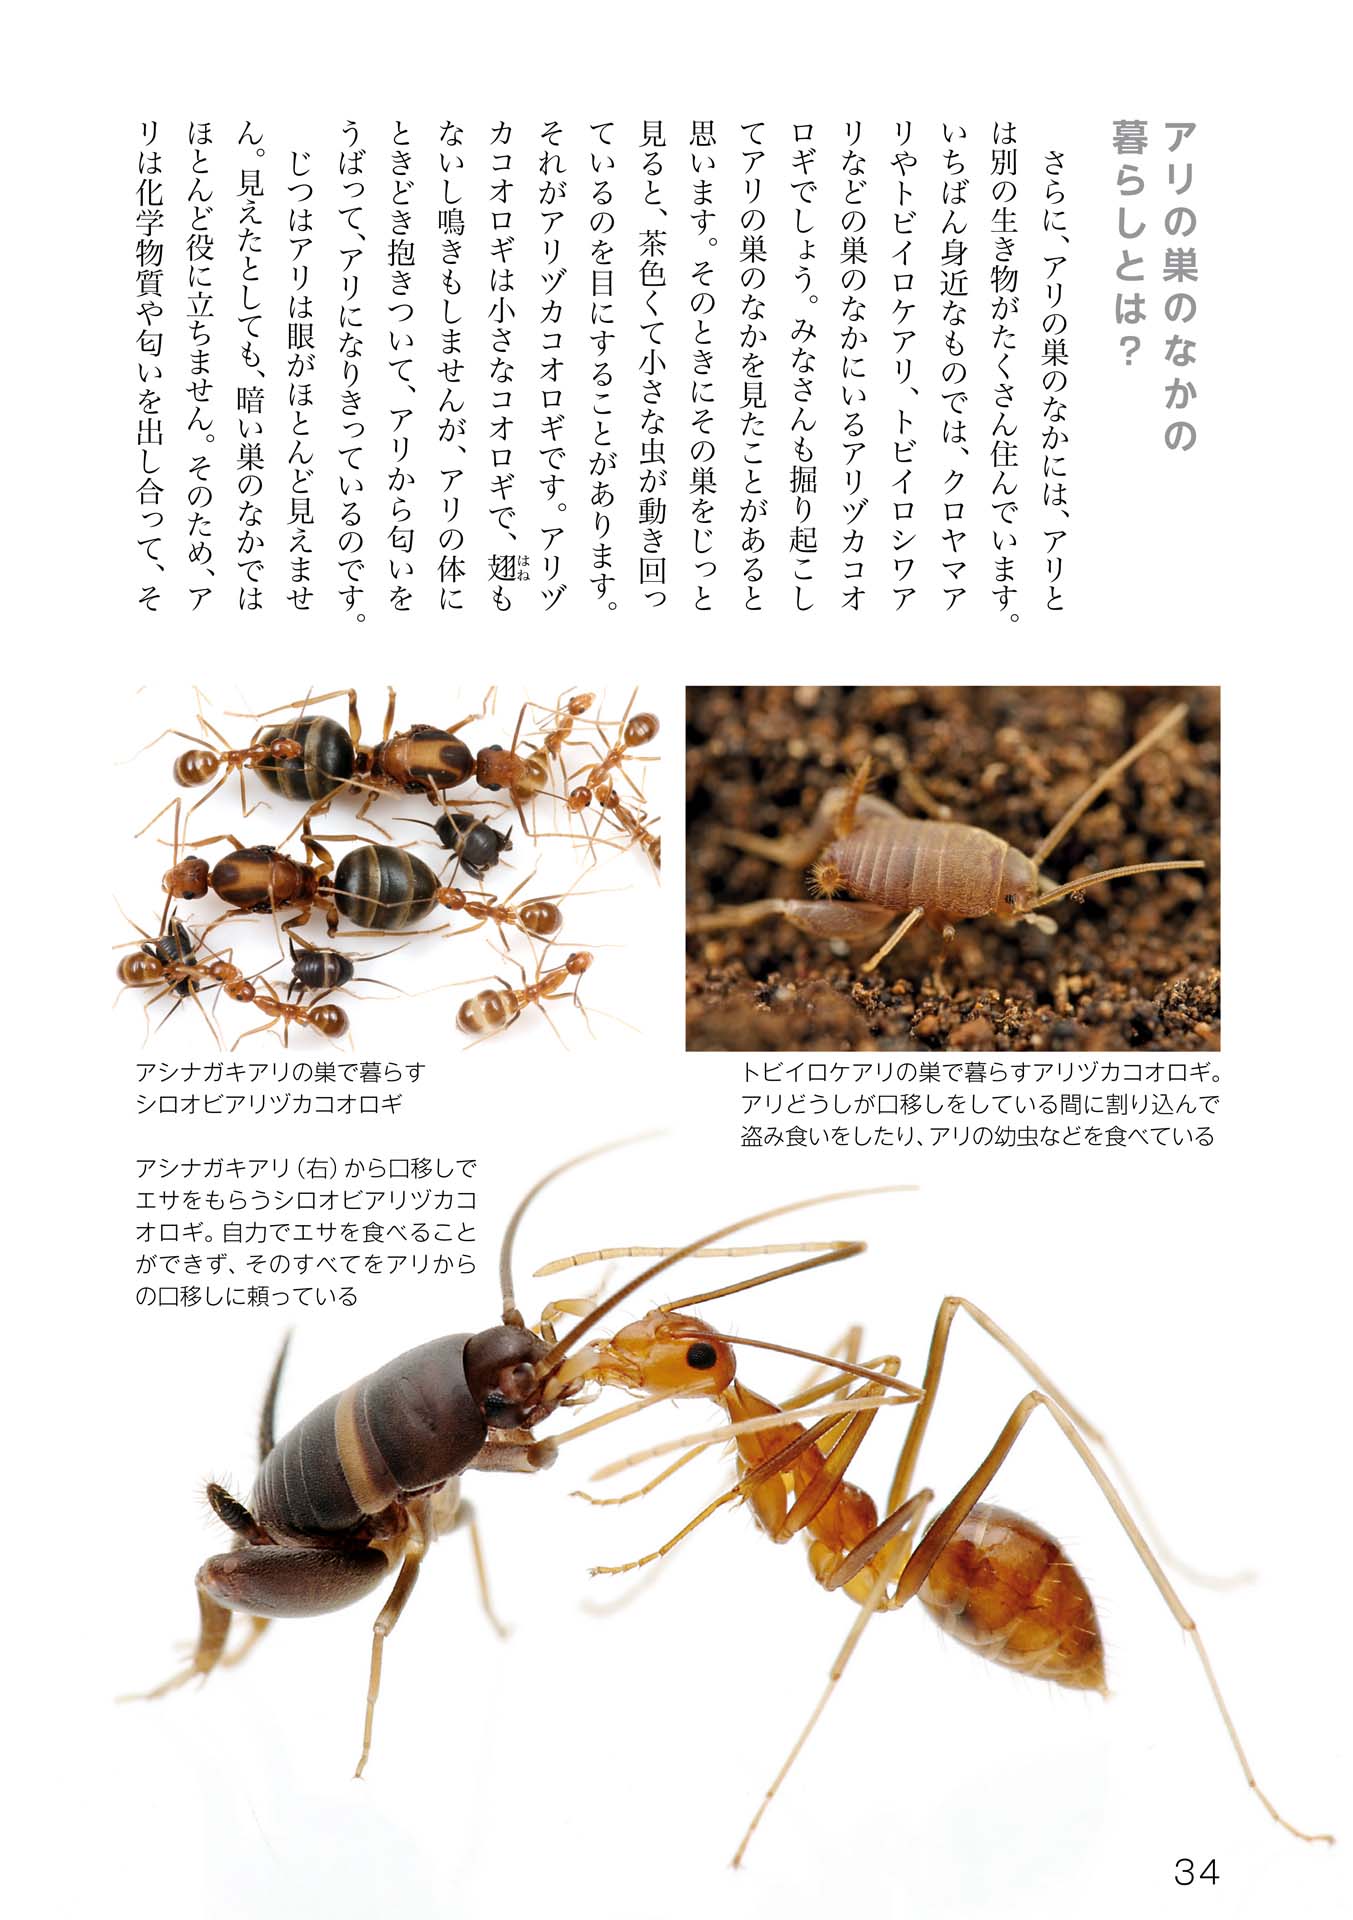 アリの巣のなかの
暮らしとは？
さらに、アリの巣のなかには、アリと
は別の生き物がたくさん住んでいます。
いちばん身近なものでは、クロヤマア
リやトビイロケアリ、トビイロシワア
リなどの巣のなかにいるアリヅカコオ
ロギでしょう。みなさんも掘り起こし
てアリの巣のなかを見たことがあると
思います。そのときにその巣をじっと
見ると、茶色くて小さな虫が動き回っ
ているのを目にすることがあります。
それがアリヅカコオロギです。アリヅ
カコオロギは小さなコオロギで、翅も
はね
ないし鳴きもしませんが、アリの体に
ときどき抱きついて、アリから匂いを
うばって、アリになりきっているのです。
じつはアリは眼がほとんど見えませ
ん。見えたとしても、暗い巣のなかでは
ほとんど役に立ちません。そのため、ア
リは化学物質や匂いを出し合って、そ
トビイロケアリの巣で暮らすアリヅカコオロギ。
アリどうしが口移しをしている間に割り込んで
盗み食いをしたり、アリの幼虫などを食べている
アシナガキアリの巣で暮らす
シロオビアリヅカコオロギ
アシナガキアリ（右）から口移しで
エサをもらうシロオビアリヅカコ
オロギ。自力でエサを食べること
ができず、そのすべてをアリから
の口移しに頼っている
34